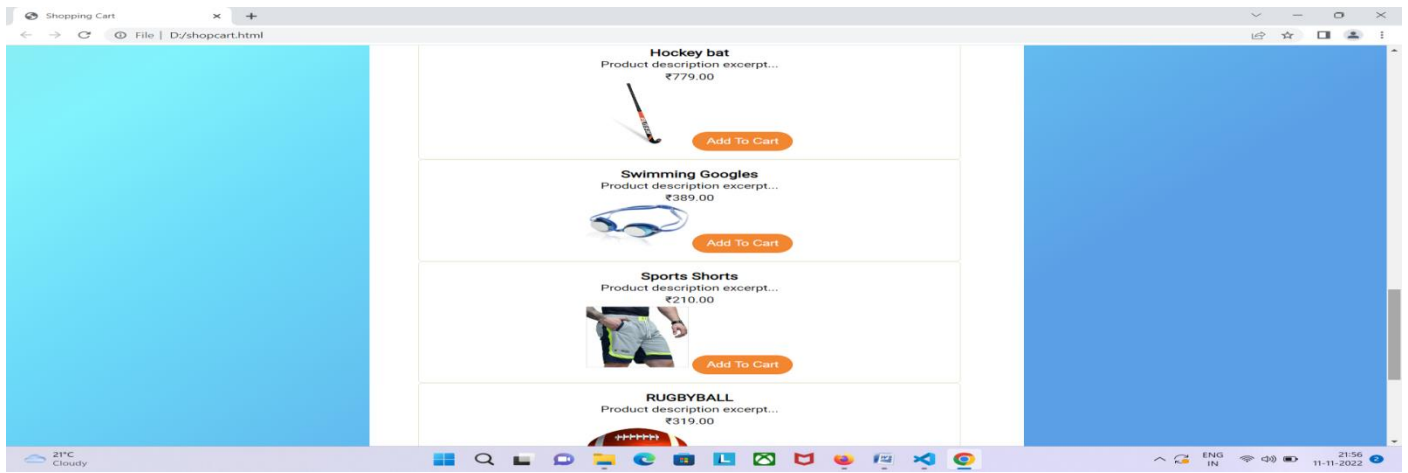 Shopping Cart
File | D:/shopcart.html
Hockey bat
Product description excerpt...
₹779.00
Add To Cart
Swimming Googles
Product description excerpt...
₹389.00
Add To Cart
Sports Shorts
Product description excerpt...
₹210.00
Add To Cart
RUGBYBALL
Product description excerpt...
₹319.00
21°C
Cloudy
ENG
IN
21:56
11-11-2022
2